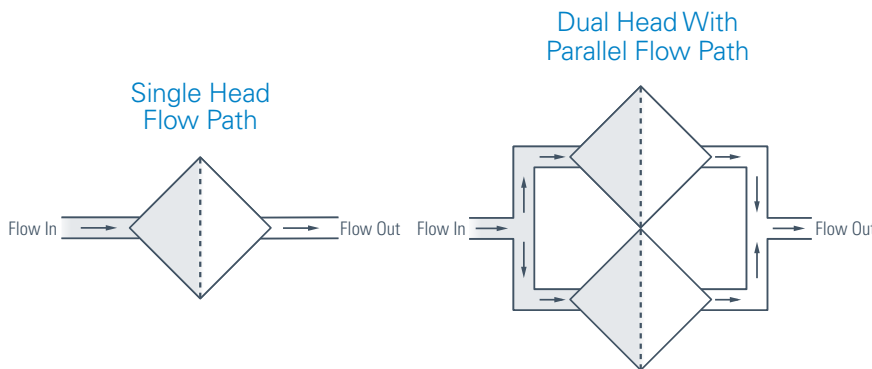 Single Head
Flow Path
Flow In
Flow Out
Dual Head With
Parallel Flow Path
Flow In
Flow Out